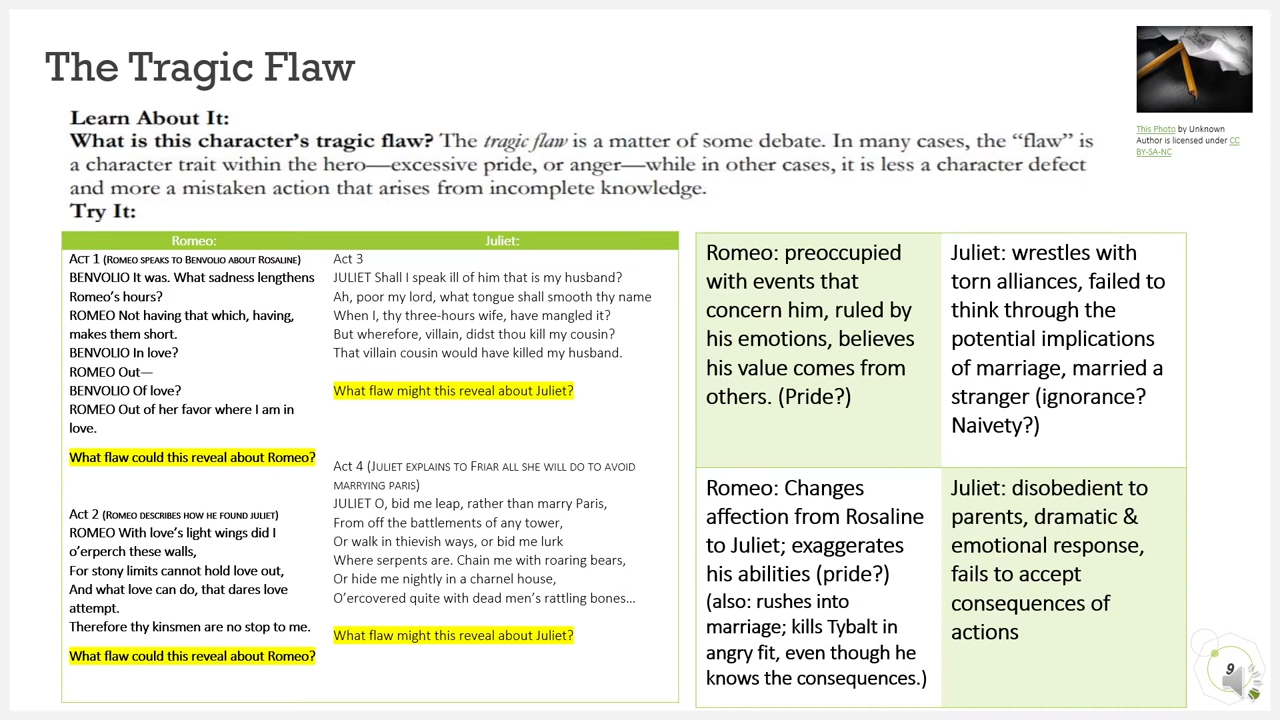 The Tragic Flaw
This Photo by Unknown
Author is licensed under CC
BY-SA-NC
Learn About It:
What is this character's tragic flaw? The tragic flaw is a matter of some debate. In many cases, the “flaw” is
a character trait within the hero—excessive pride, or anger—while in other cases, it is less a character defect
and more a mistaken action that arises from incomplete knowledge.
Try It:
Romeo:
Act 1 (Romeo speaks to Benvolio about Rosaline)
BENVOLIO It was. What sadness lengthens
Romeo's hours?
ROMEO Not having that which, having,
makes them short.
BENVOLIO In love?
ROMEO Out—
BENVOLIO Of love?
ROMEO Out of her favor where I am in
love.
What flaw could this reveal about Romeo?
Act 2 (Romeo describes how he found juliet)
ROMEO With love's light wings did I
o'erperch these walls,
For stony limits cannot hold love out,
And what love can do, that dares love
attempt.
Therefore thy kinsmen are no stop to me.
What flaw could this reveal about Romeo?
Juliet:
Act 3
JULIET Shall I speak ill of him that is my husband?
Ah, poor my lord, what tongue shall smooth thy name
When I, thy three-hours wife, have mangled it?
But wherefore, villain, didst thou kill my cousin?
That villain cousin would have killed my husband.
What flaw might this reveal about Juliet?
Act 4 (Juliet explains to Friar all she will do to avoid
marrying paris)
JULIET O, bid me leap, rather than marry Paris,
From off the battlements of any tower,
Or walk in thievish ways, or bid me lurk
Where serpents are. Chain me with roaring bears,
Or hide me nightly in a charnel house,
O'ercovered quite with dead men's rattling bones…
What flaw might this reveal about Juliet?
Romeo: preoccupied
with events that
concern him, ruled by
his emotions, believes
his value comes from
others. (Pride?)
Juliet: wrestles with
torn alliances, failed to
think through the
potential implications
of marriage, married a
stranger (ignorance?
Naivety?)
Romeo: Changes
affection from Rosaline
to Juliet; exaggerates
his abilities (pride?)
(also: rushes into
marriage; kills Tybalt in
angry fit, even though he
knows the consequences.)
Juliet: disobedient to
parents, dramatic &
emotional response,
fails to accept
consequences of
actions
9